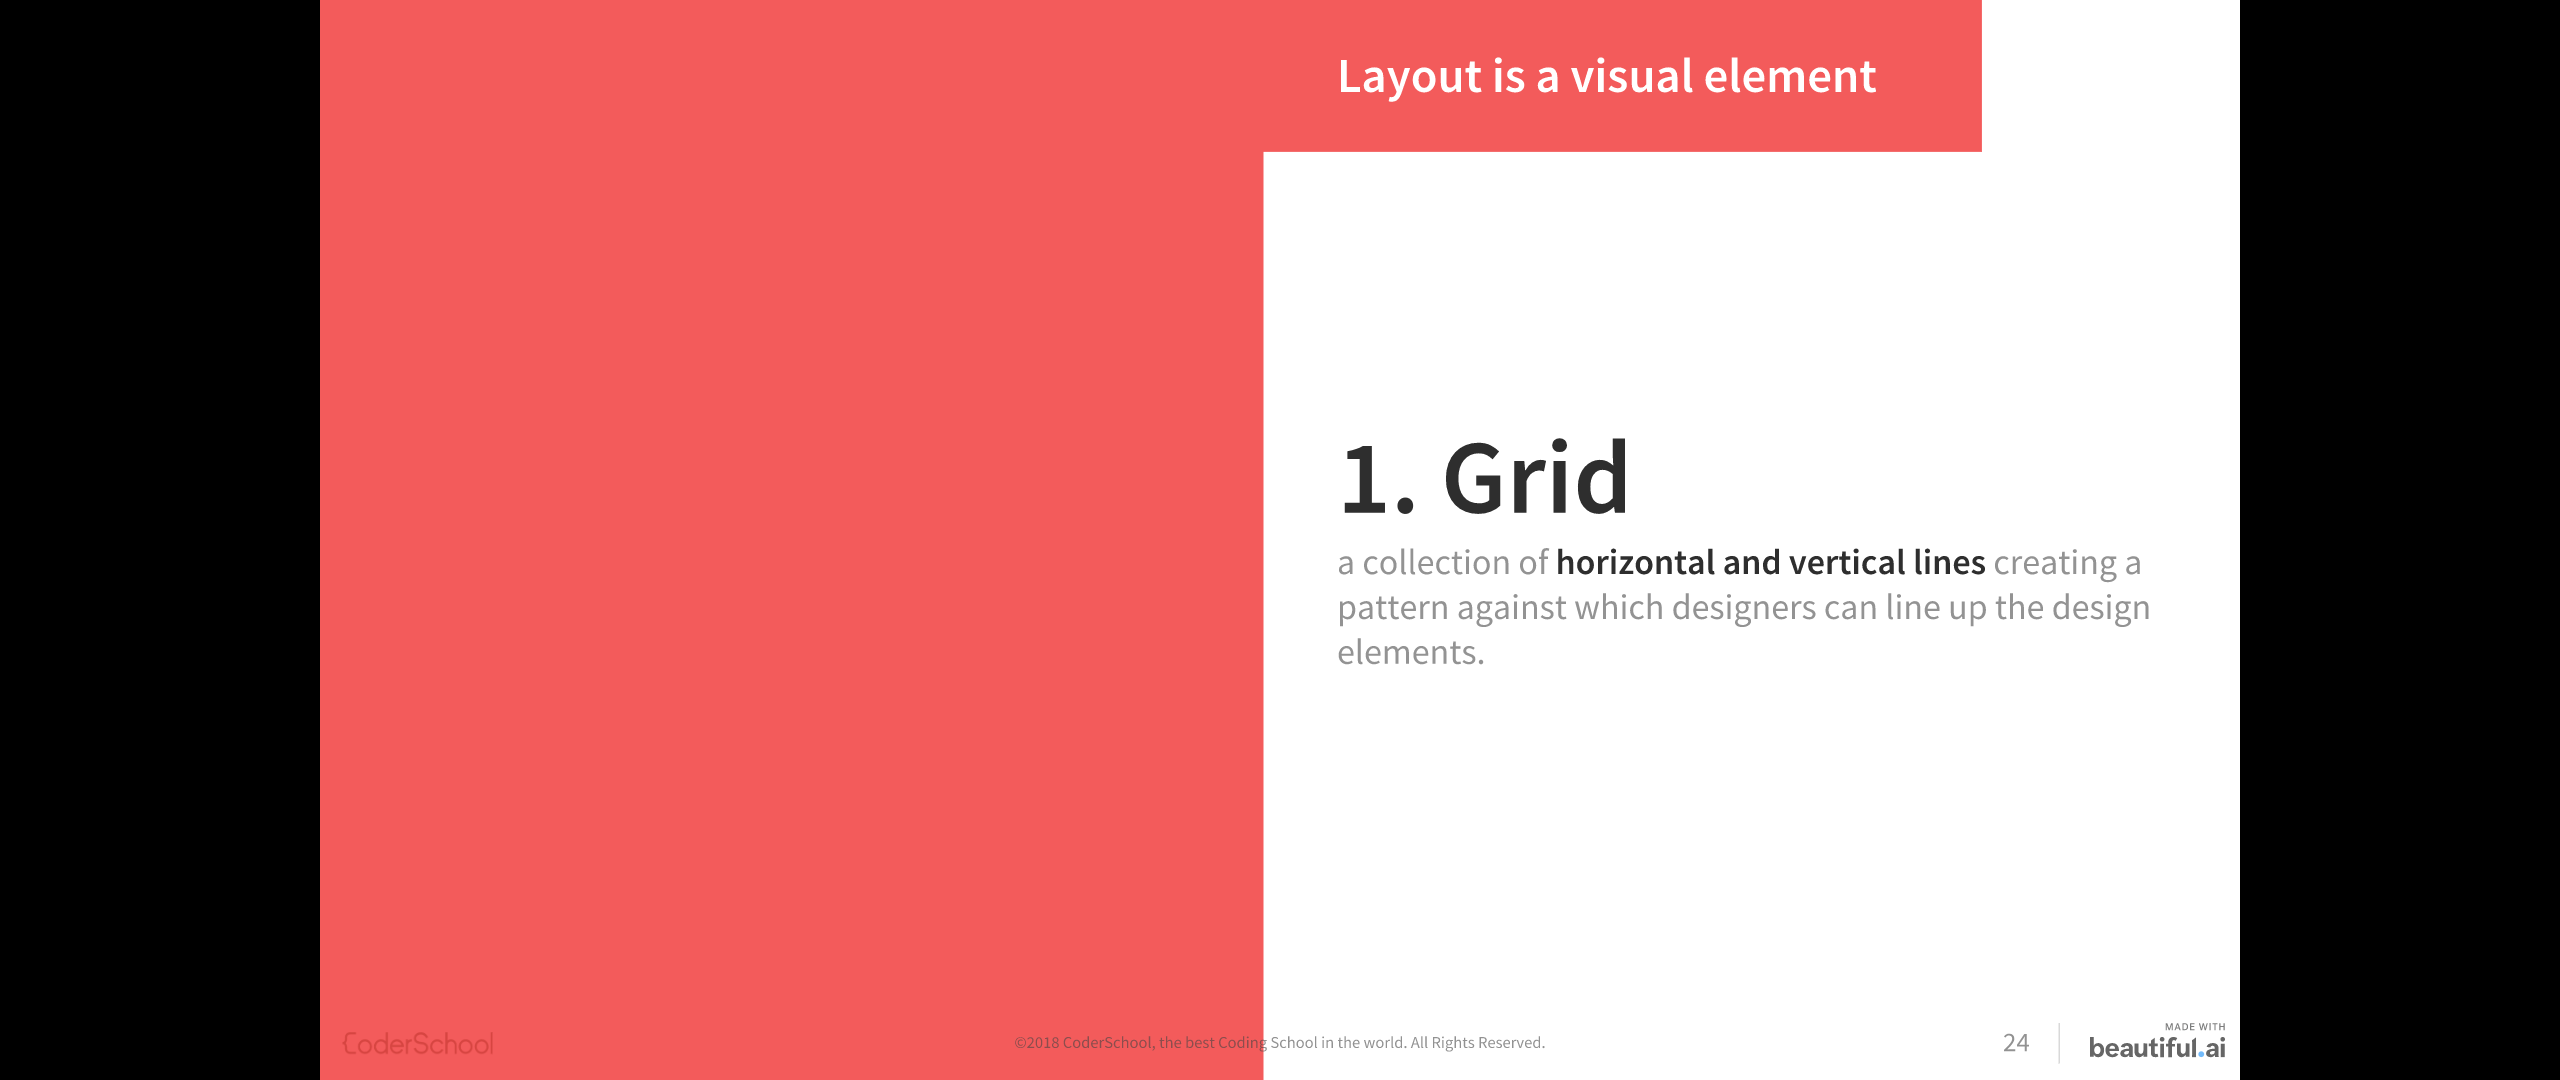 Layout is a visual element
1. Grid
a collection of horizontal and vertical lines creating a
pattern against which designers can line up the design
elements.
CoderSchool
©2018 CoderSchool, the best Coding School in the world. All Rights Reserved.
24
MADE WITH
beautiful.ai